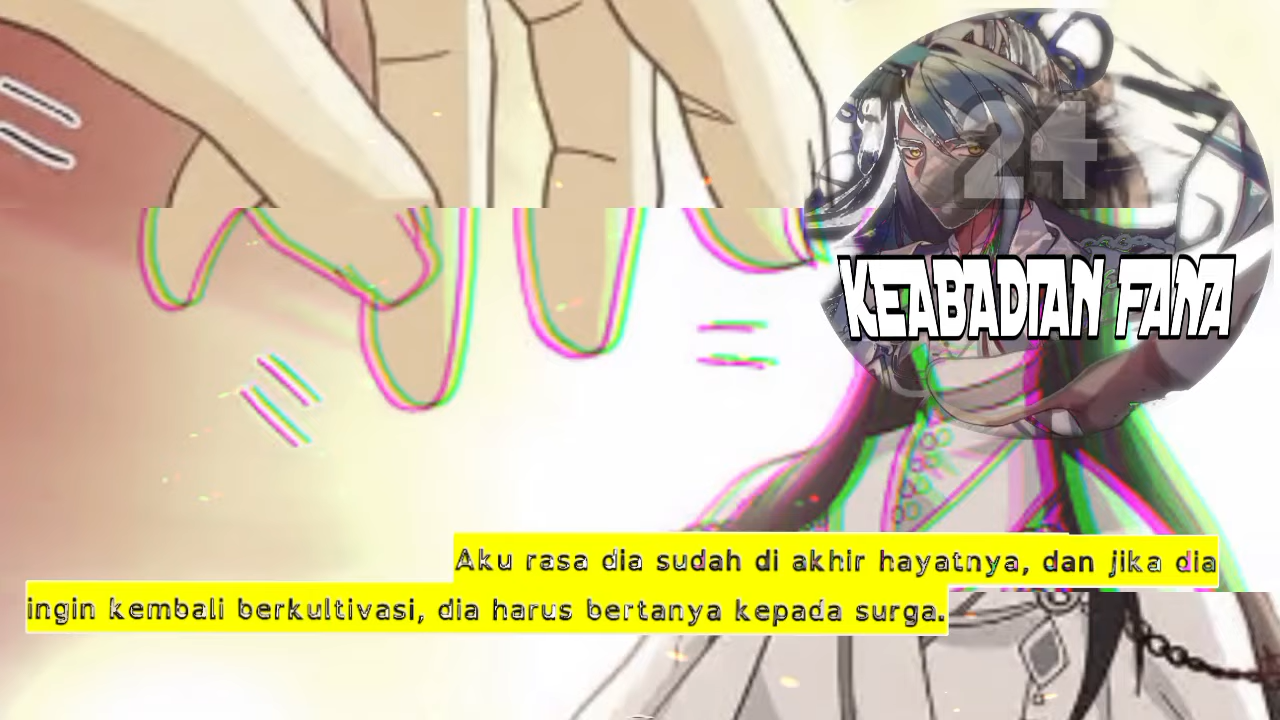 24
KEABADIAN FANA
Aku rasa dia sudah di akhir hayatnya, dan jika dia
ingin kembali berkultivasi, dia harus bertanya kepada surga.